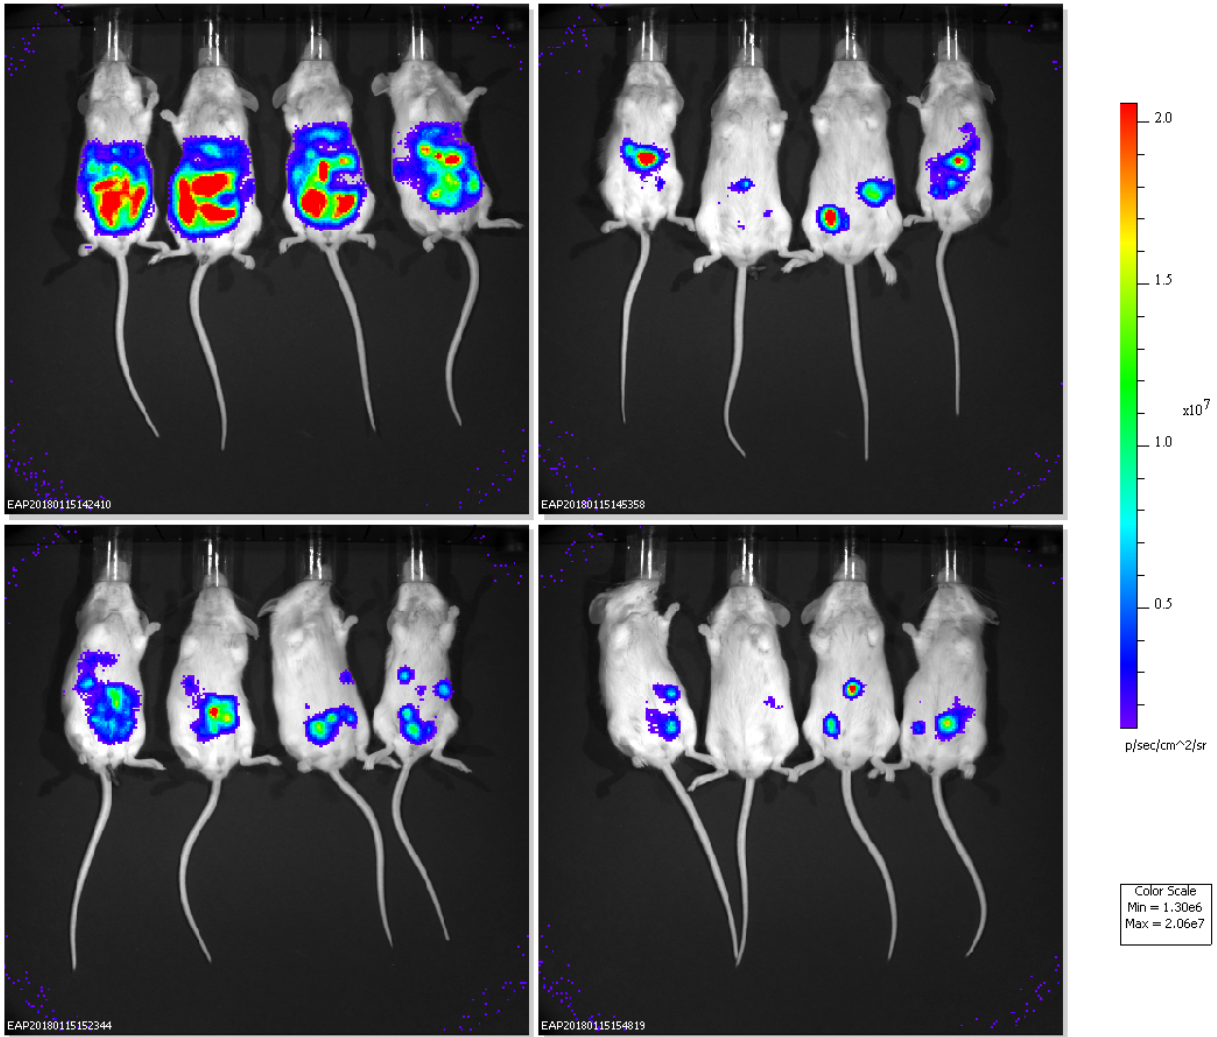 EAP20180115142410
EAP20180115145358
EAP20180115152344
EAP20180115154819
2.0
1.5
x10^7
1.0
0.5
p/sec/cm^2/sr
Color Scale
Min = 1.30e6
Max = 2.06e7